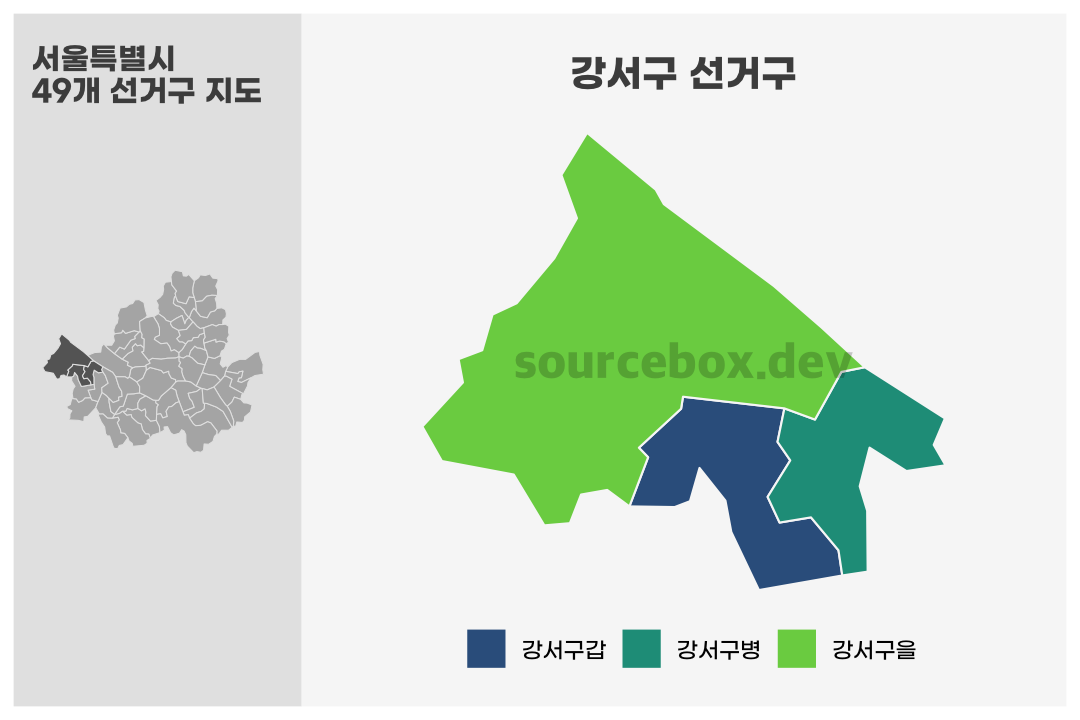 서울특별시
49개 선거구 지도
강서구 선거구
sourcebox.dev
강서구갑
강서구병
강서구을